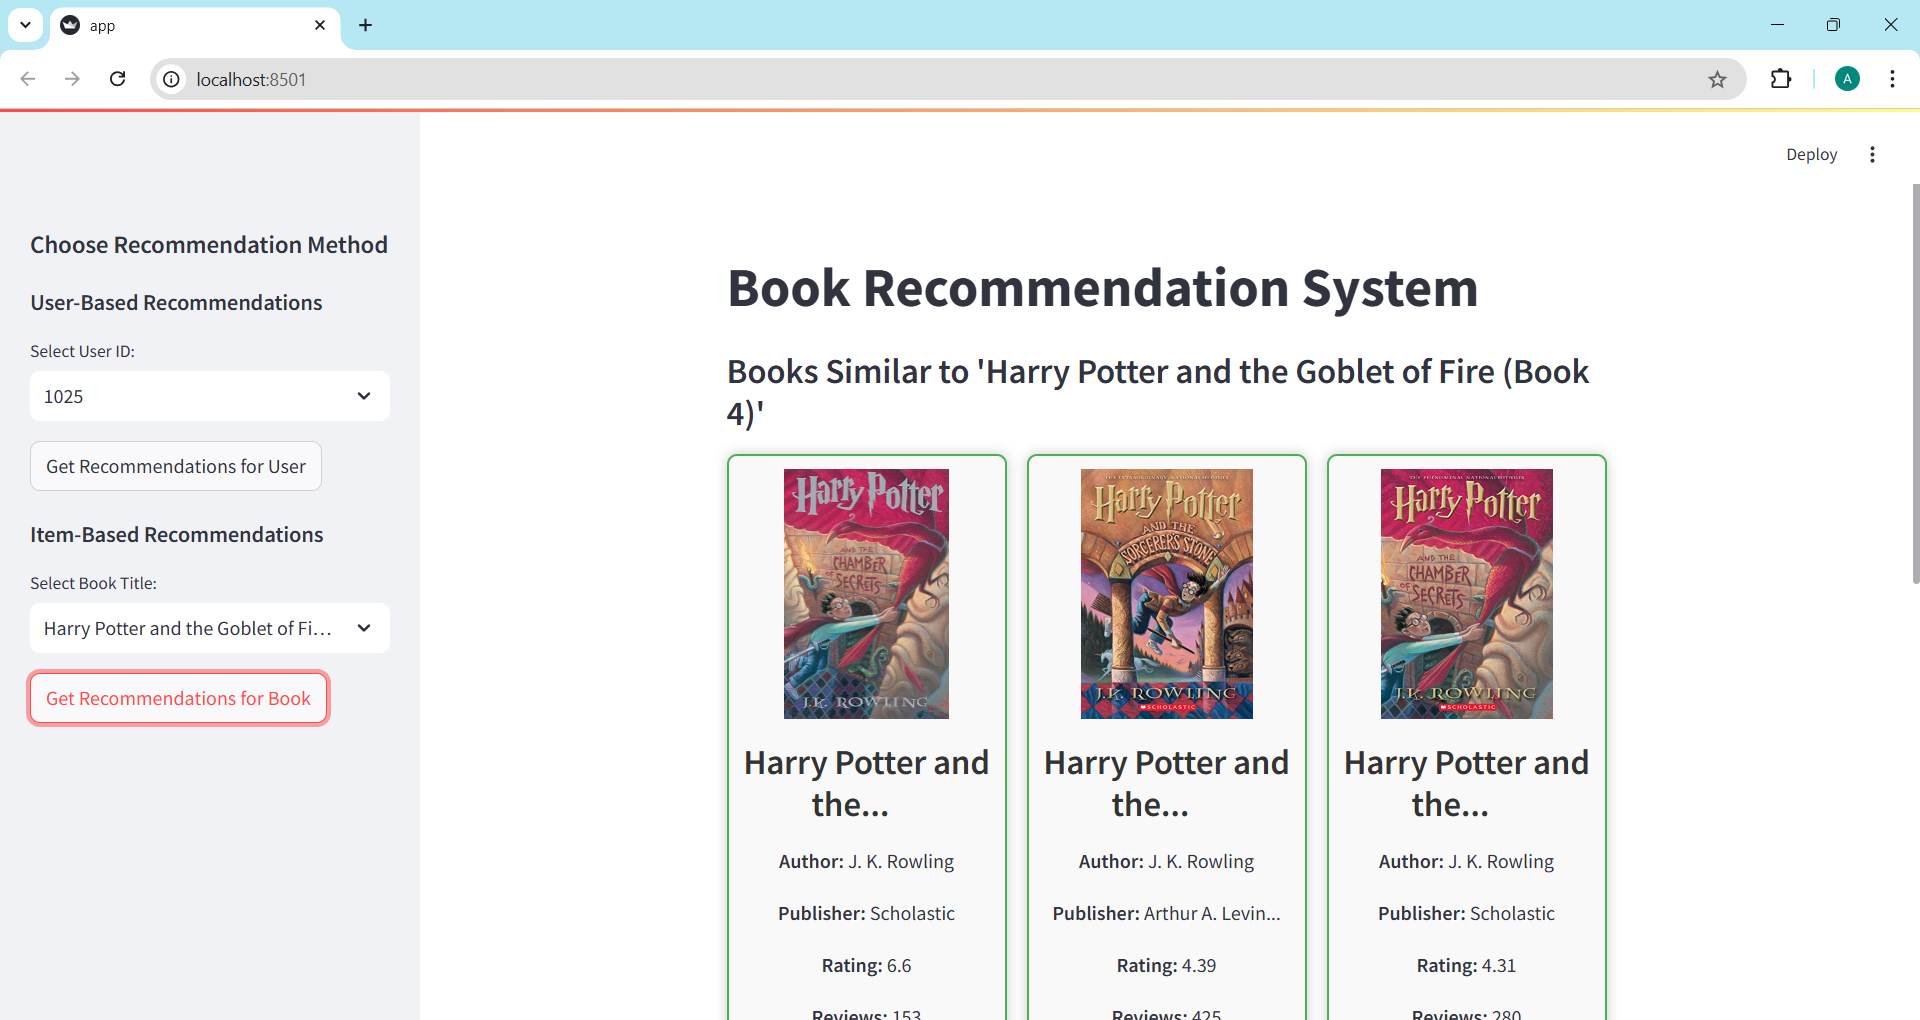 app
localhost:8501
A
Deploy
Choose Recommendation Method
User-Based Recommendations
Select User ID:
1025
Get Recommendations for User
Item-Based Recommendations
Select Book Title:
Harry Potter and the Goblet of Fi...
Get Recommendations for Book
Book Recommendation System
Books Similar to 'Harry Potter and the Goblet of Fire (Book
4)'
Harry Potter
AND THE
CHAMBER
OF SECRETS
J.K. ROWLING
Harry Potter and
the...
Author: J. K. Rowling
Publisher: Scholastic
Rating: 6.6
Reviews: 153
Harry Potter
AND THE
SORCERER'S STONE
J.K. ROWLING
SCHOLASTIC
Harry Potter and
the...
Author: J. K. Rowling
Publisher: Arthur A. Levin...
Rating: 4.39
Reviews: 425
Harry Potter
AND THE
CHAMBER
OF SECRETS
J.K. ROWLING
SCHOLASTIC
Harry Potter and
the...
Author: J. K. Rowling
Publisher: Scholastic
Rating: 4.31
Reviews: 280